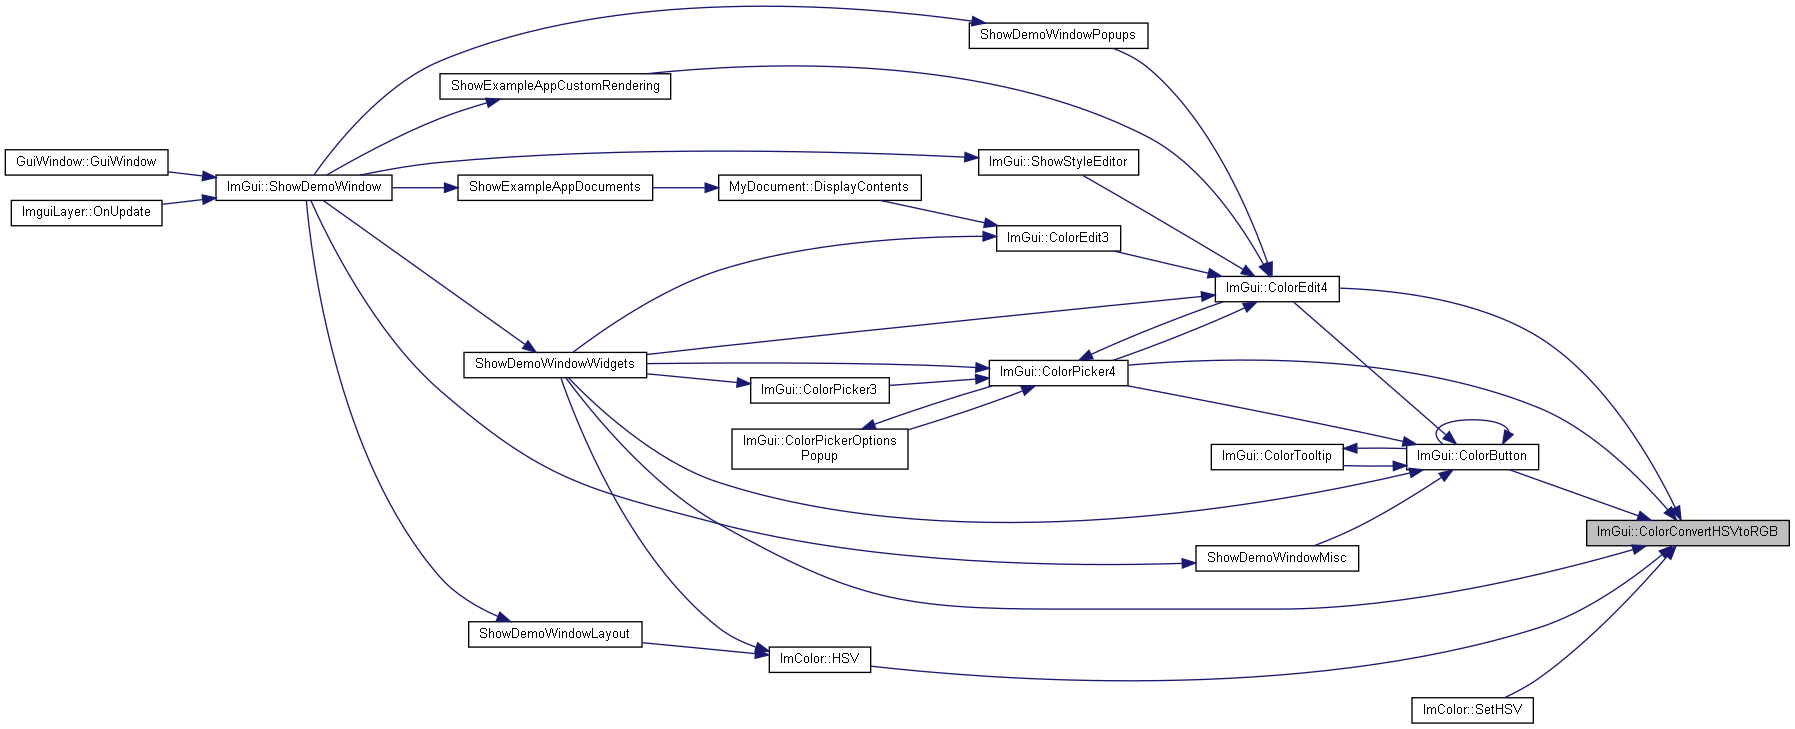 ShowDemoWindowPopups
ShowExampleAppCustomRendering
GuiWindow::GuiWindow
ImGui::ShowStyleEditor
ImGui::ShowDemoWindow
ShowExampleAppDocuments
MyDocument::DisplayContents
ImguiLayer::OnUpdate
ImGui::ColorEdit3
ImGui::ColorEdit4
ShowDemoWindowWidgets
ImGui::ColorPicker4
ImGui::ColorPicker3
ImGui::ColorPickerOptions
Popup
ImGui::ColorTooltip
ImGui::ColorButton
ImGui::ColorConvertHSVtoRGB
ShowDemoWindowMisc
ShowDemoWindowLayout
ImColor::HSV
ImColor::SetHSV